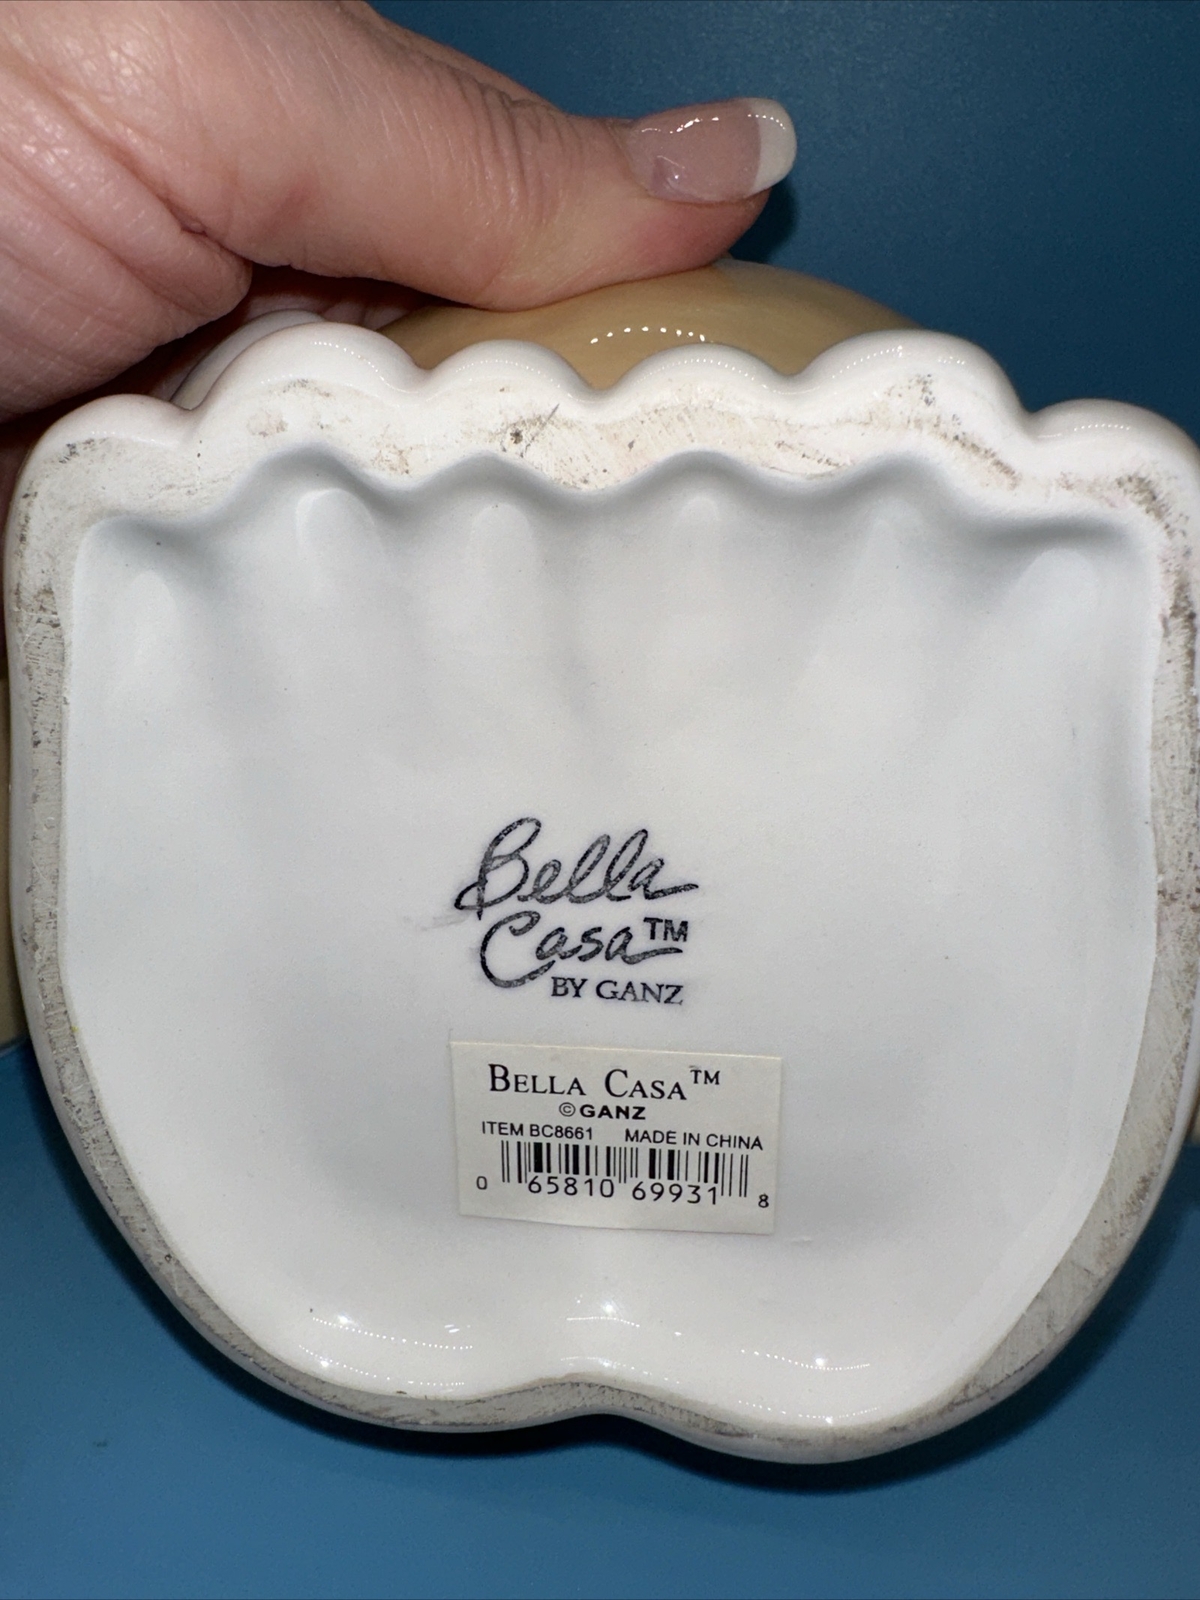 Bella
Casa™
BY GANZ
BELLA CASA™
©GANZ
ITEM BC8661 MADE IN CHINA
0 65810 69931 8